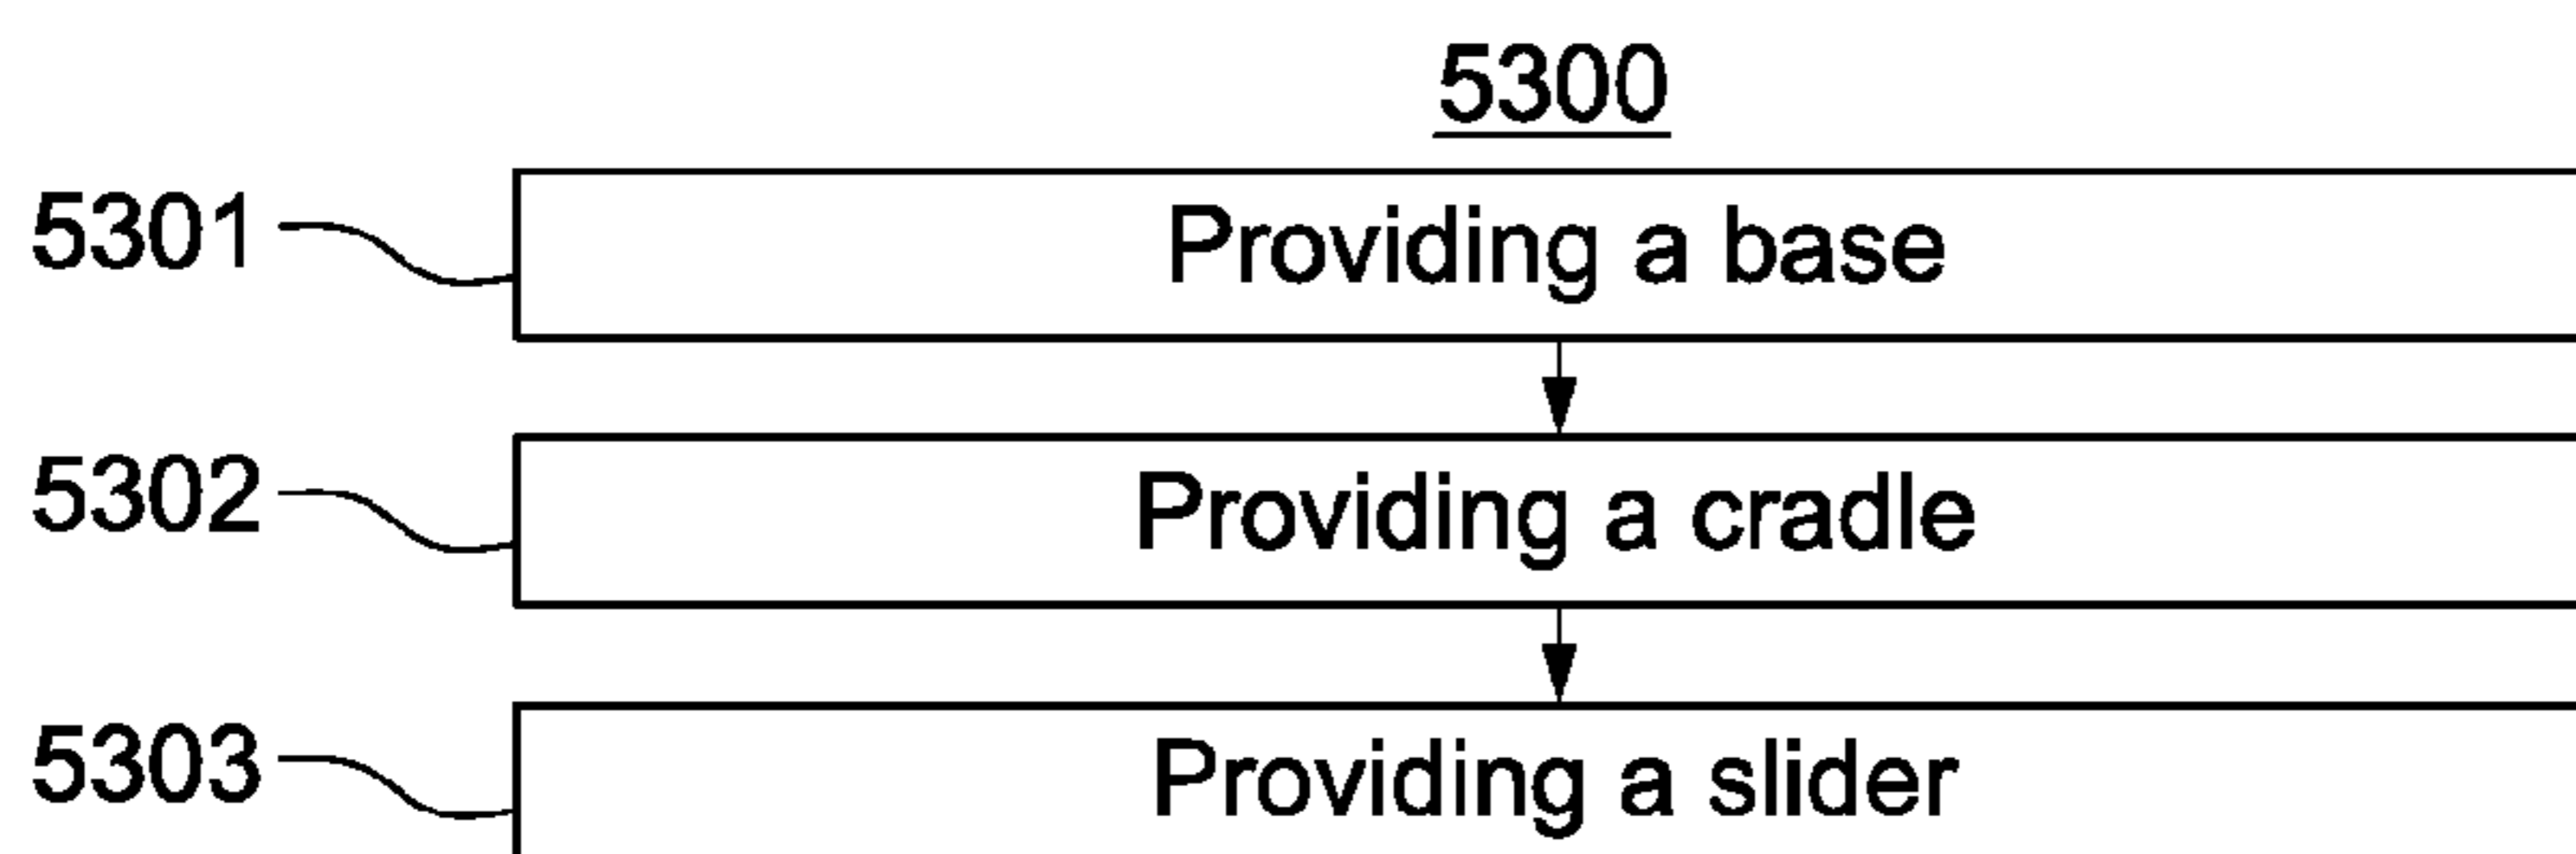 5300
5301 Providing a base
5302 Providing a cradle
5303 Providing a slider